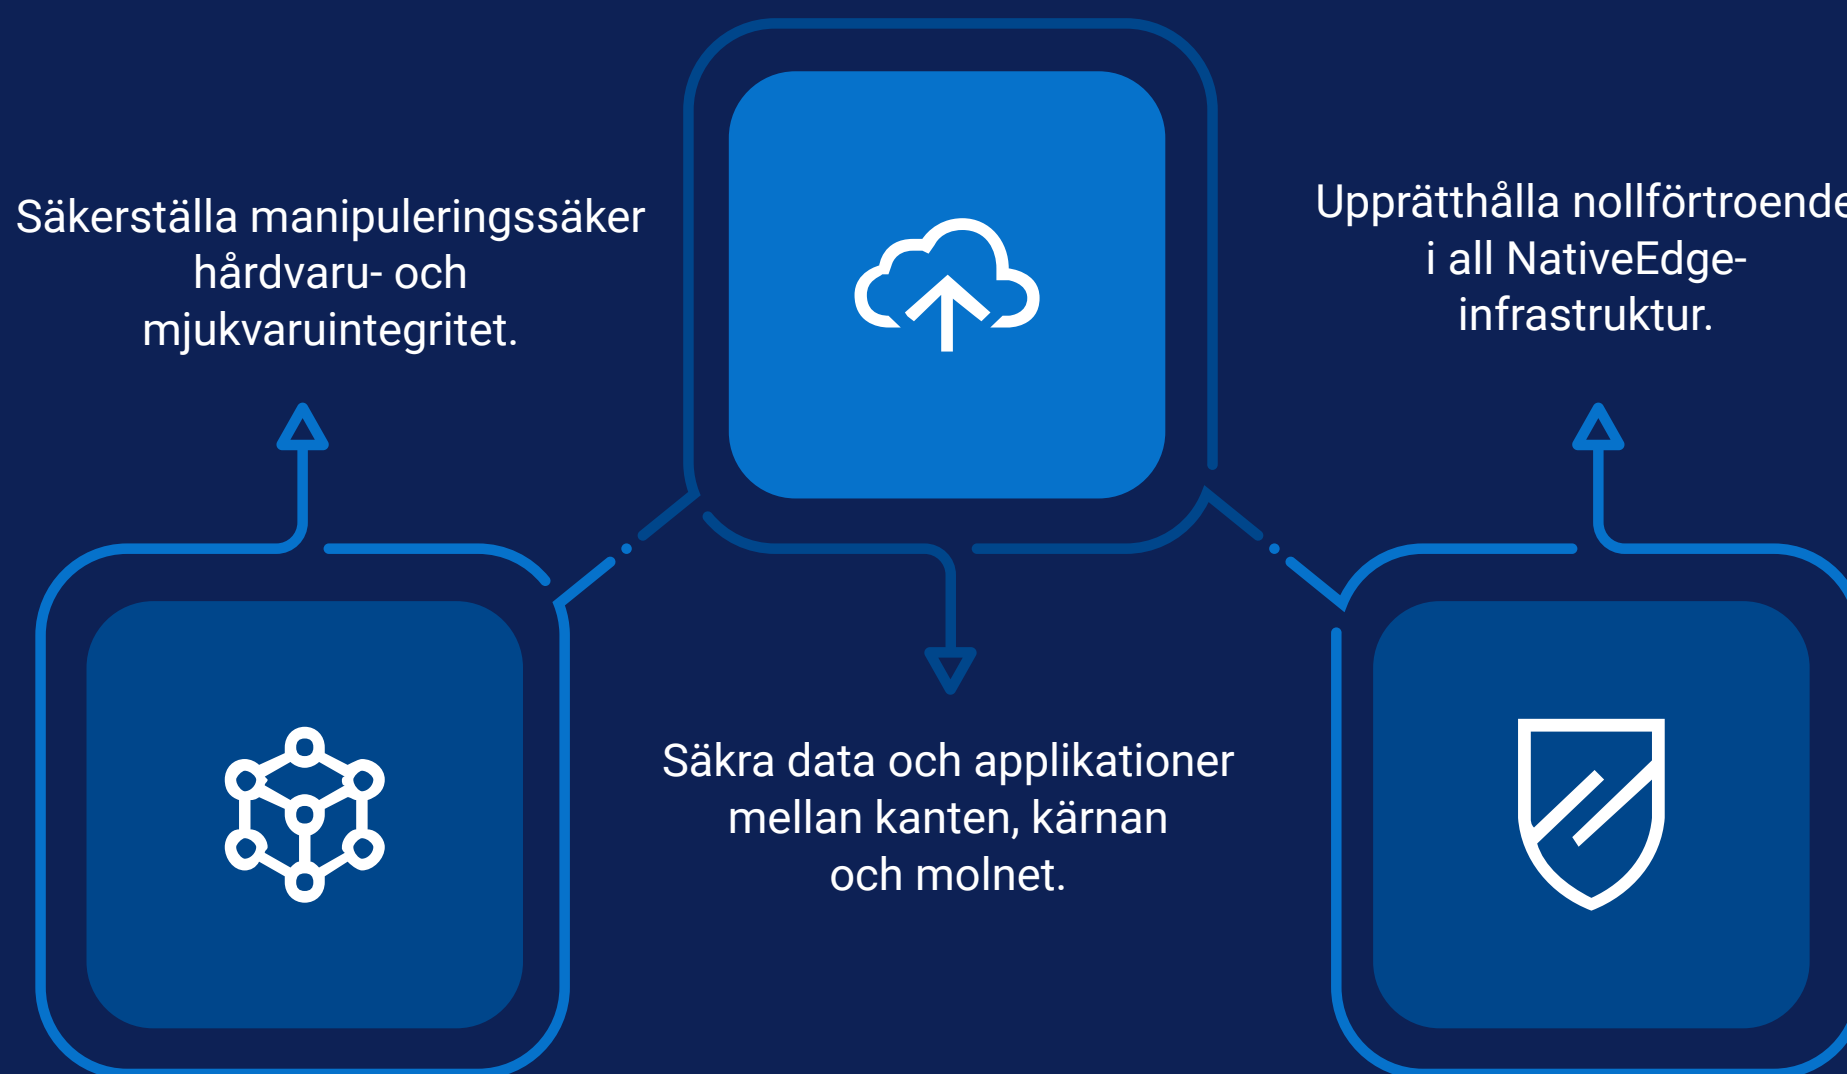 Säkerställa manipuleringssäker
hårdvaru- och
mjukvaruintegritet.
Säkra data och applikationer
mellan kanten, kärnan
och molnet.
Upprätthålla nollförtroende
i all NativeEdge-
infrastruktur.